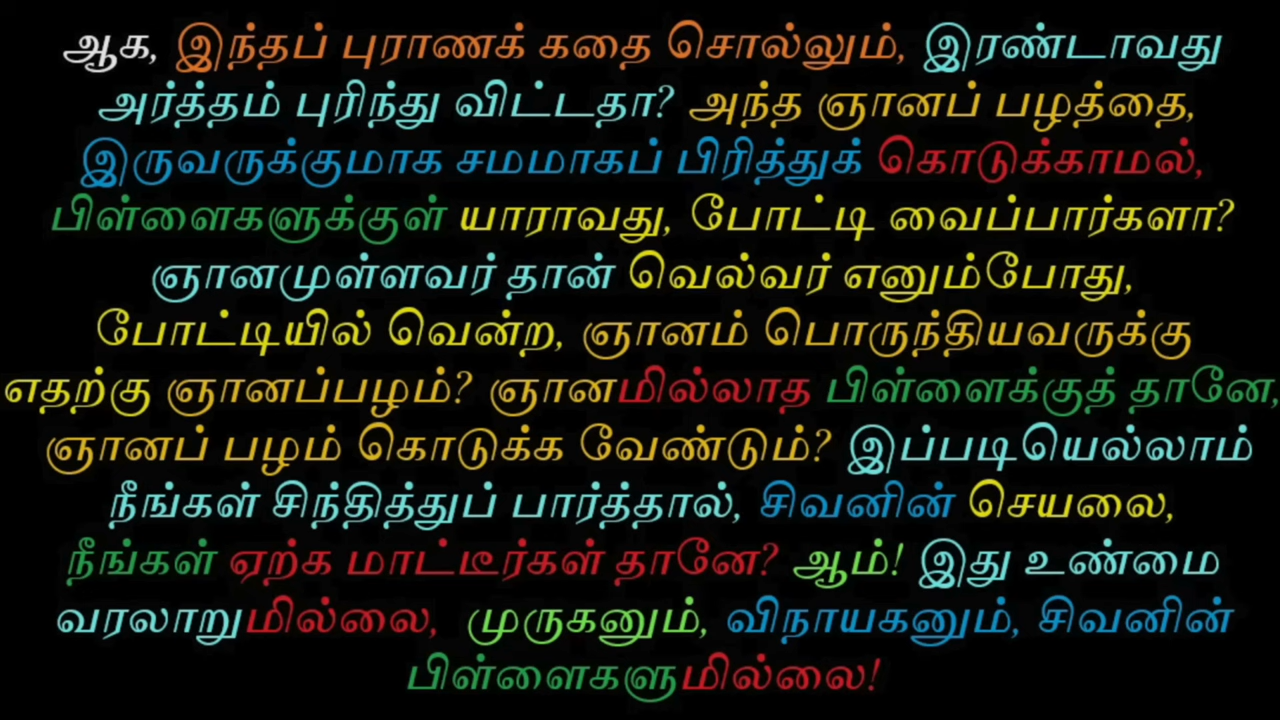 ஆக, இந்தப் புராணக் கதை சொல்லும், இரண்டாவது
அர்த்தம் புரிந்து விட்டதா? அந்த ஞானப் பழத்தை,
இருவருக்குமாக சமமாகப் பிரித்துக் கொடுக்காமல்,
பிள்ளைகளுக்குள் யாராவது, போட்டி வைப்பார்களா?
ஞானமுள்ளவர் தான் வெல்வர் எனும்போது,
போட்டியில் வென்ற, ஞானம் பொருந்தியவருக்கு
எதற்கு ஞானப்பழம்? ஞானமில்லாத பிள்ளைக்குத் தானே,
ஞானப் பழம் கொடுக்க வேண்டும்? இப்படியெல்லாம்
நீங்கள் சிந்தித்துப் பார்த்தால், சிவனின் செயலை,
நீங்கள் ஏற்க மாட்டீர்கள் தானே? ஆம்! இது உண்மை
வரலாறுமில்லை, முருகனும், விநாயகனும், சிவனின்
பிள்ளைகளுமில்லை!